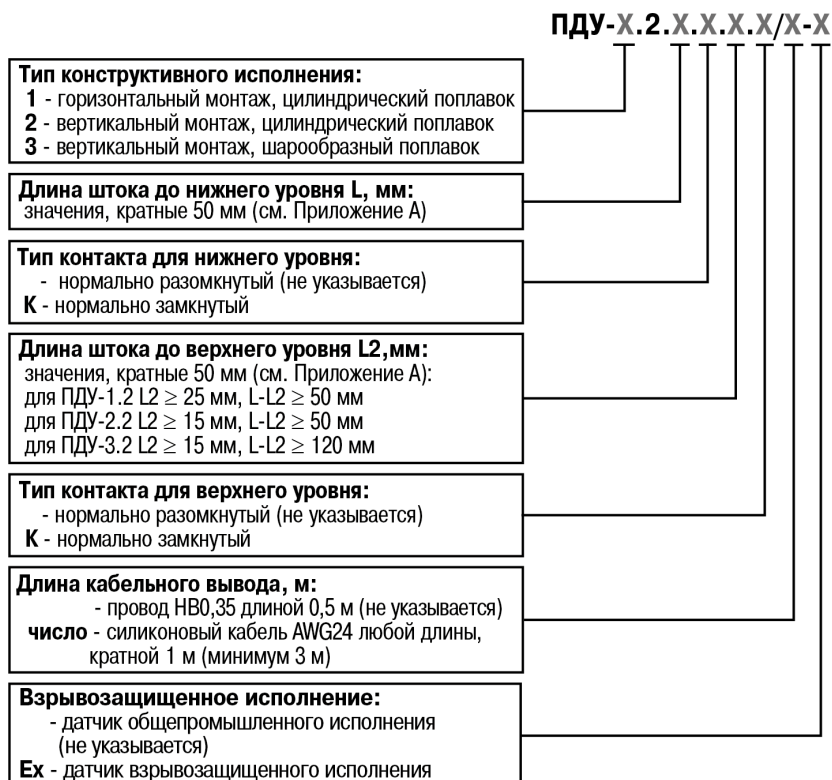 ПДУ-X.2.X.X.X.X/X-X
Тип конструктивного исполнения:
1 - горизонтальный монтаж, цилиндрический поплавок
2 - вертикальный монтаж, цилиндрический поплавок
3 - вертикальный монтаж, шарообразный поплавок
Длина штока до нижнего уровня L, мм:
значения, кратные 50 мм (см. Приложение А)
Тип контакта для нижнего уровня:
- нормально разомкнутый (не указывается)
К - нормально замкнутый
Длина штока до верхнего уровня L2,мм:
значения, кратные 50 мм (см. Приложение А):
для ПДУ-1.2 L2 ≥ 25 мм, L-L2 ≥ 50 мм
для ПДУ-2.2 L2 ≥ 15 мм, L-L2 ≥ 50 мм
для ПДУ-3.2 L2 ≥ 15 мм, L-L2 ≥ 120 мм
Тип контакта для верхнего уровня:
- нормально разомкнутый (не указывается)
К - нормально замкнутый
Длина кабельного вывода, м:
- провод НВ0,35 длиной 0,5 м (не указывается)
число - силиконовый кабель AWG24 любой длины,
кратной 1 м (минимум 3 м)
Взрывозащищенное исполнение:
- датчик общепромышленного исполнения
(не указывается)
Ex - датчик взрывозащищенного исполнения